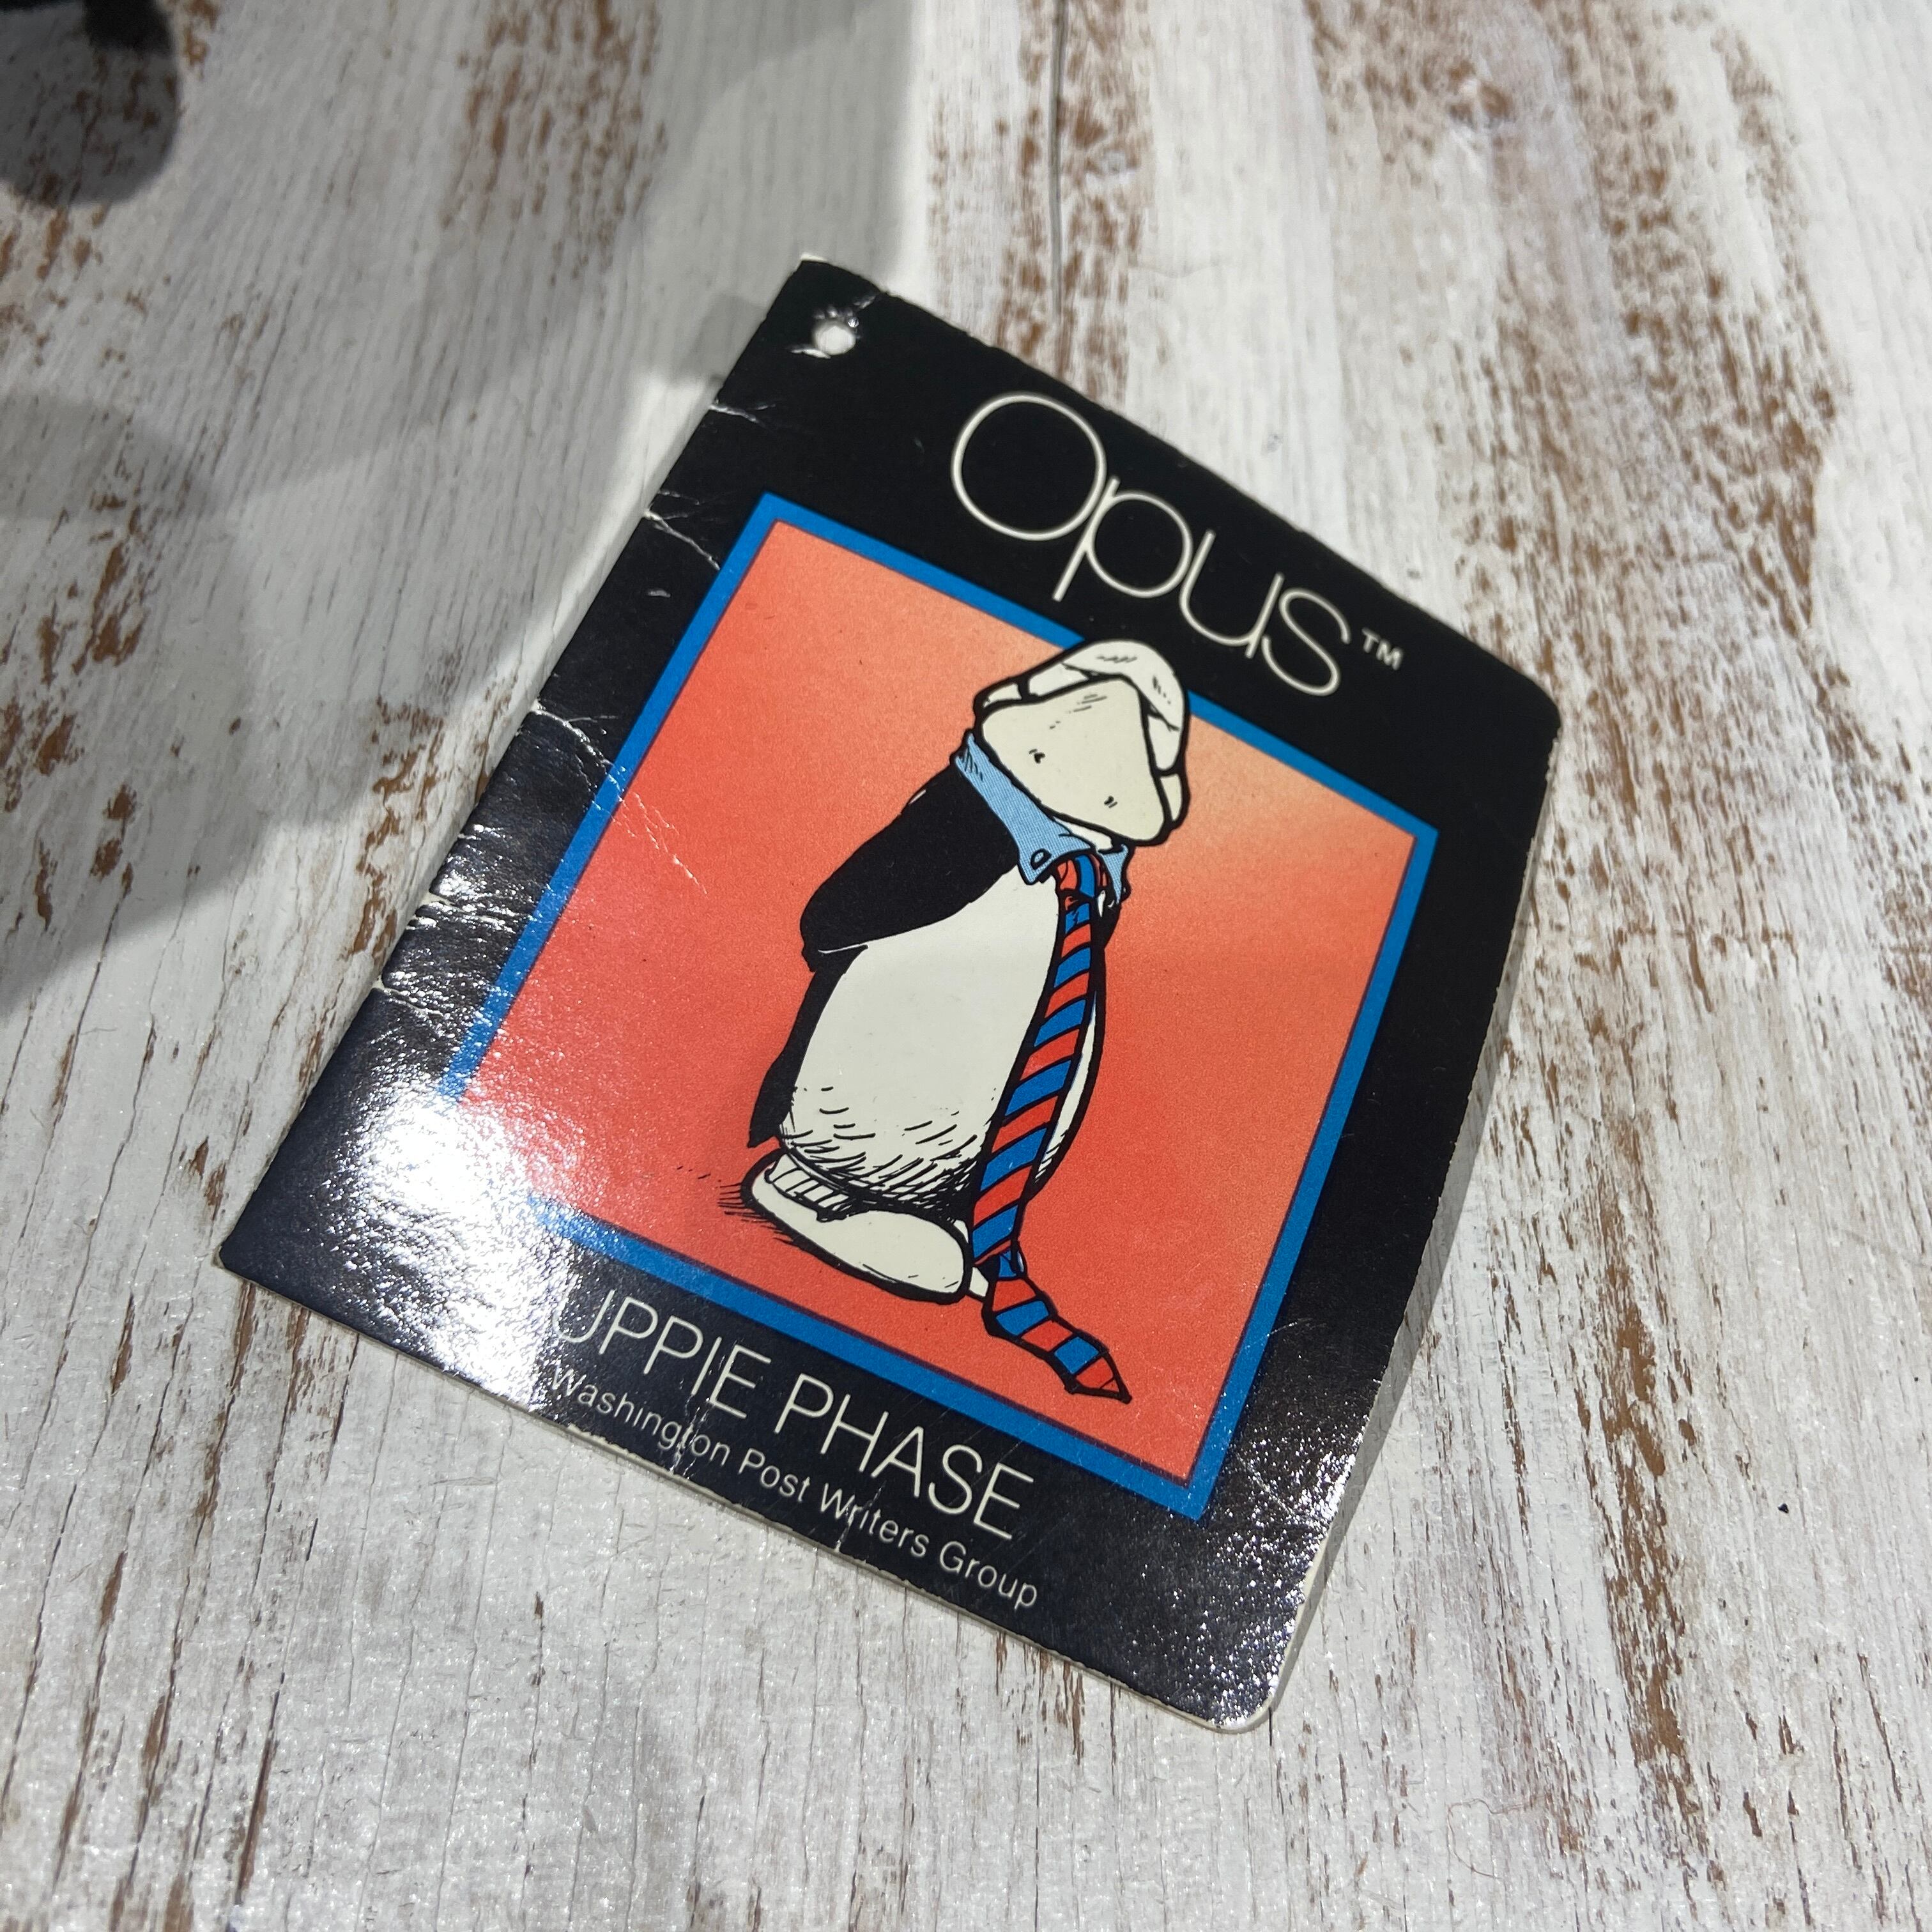 Opus™
UPPIE PHASE
Washington Post Writers Group